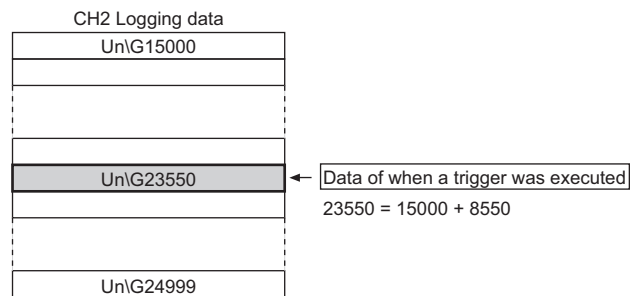 CH2 Logging data
Un\G15000
Un\G23550
Data of when a trigger was executed
23550 = 15000 + 8550
Un\G24999